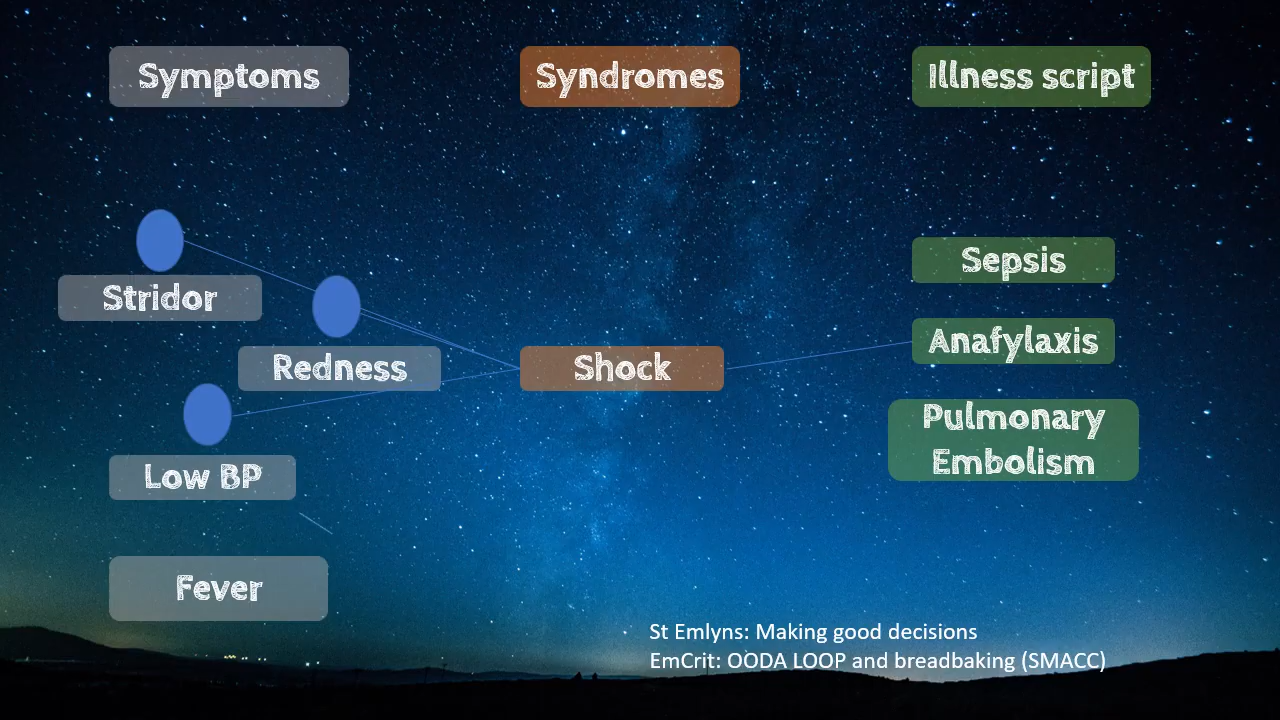 Symptoms
Syndromes
Illness script
Stridor
Redness
Low BP
Fever
Shock
Sepsis
Anafylaxis
Pulmonary
Embolism
St Emlyns: Making good decisions
EmCrit: OODA LOOP and breadbaking (SMACC)